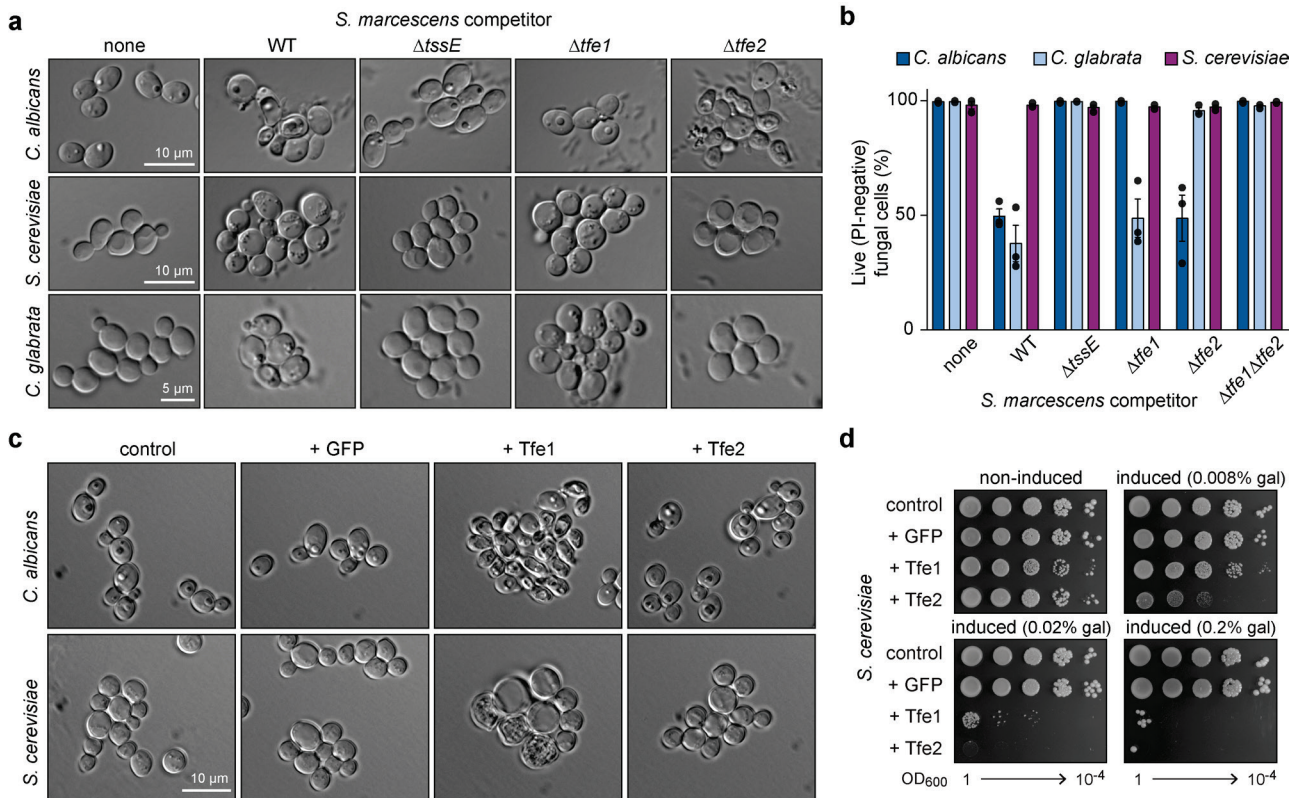 a
S. marcescens competitor
none WT ΔtssE Δtfe1 Δtfe2
C. albicans
10 µm
S. cerevisiae
10 µm
C. glabrata
5 µm
b
C. albicans C. glabrata S. cerevisiae
Live (PI-negative)
fungal cells (%)
100
50
0
none WT ΔtssE Δtfe1 Δtfe2 Δtfe1Δtfe2
S. marcescens competitor
c
control + GFP + Tfe1 + Tfe2
C. albicans
S. cerevisiae
10 µm
d
S. cerevisiae
non-induced induced (0.008% gal)
control
+ GFP
+ Tfe1
+ Tfe2
induced (0.02% gal) induced (0.2% gal)
control
+ GFP
+ Tfe1
+ Tfe2
OD600 1 10-4 1 10-4